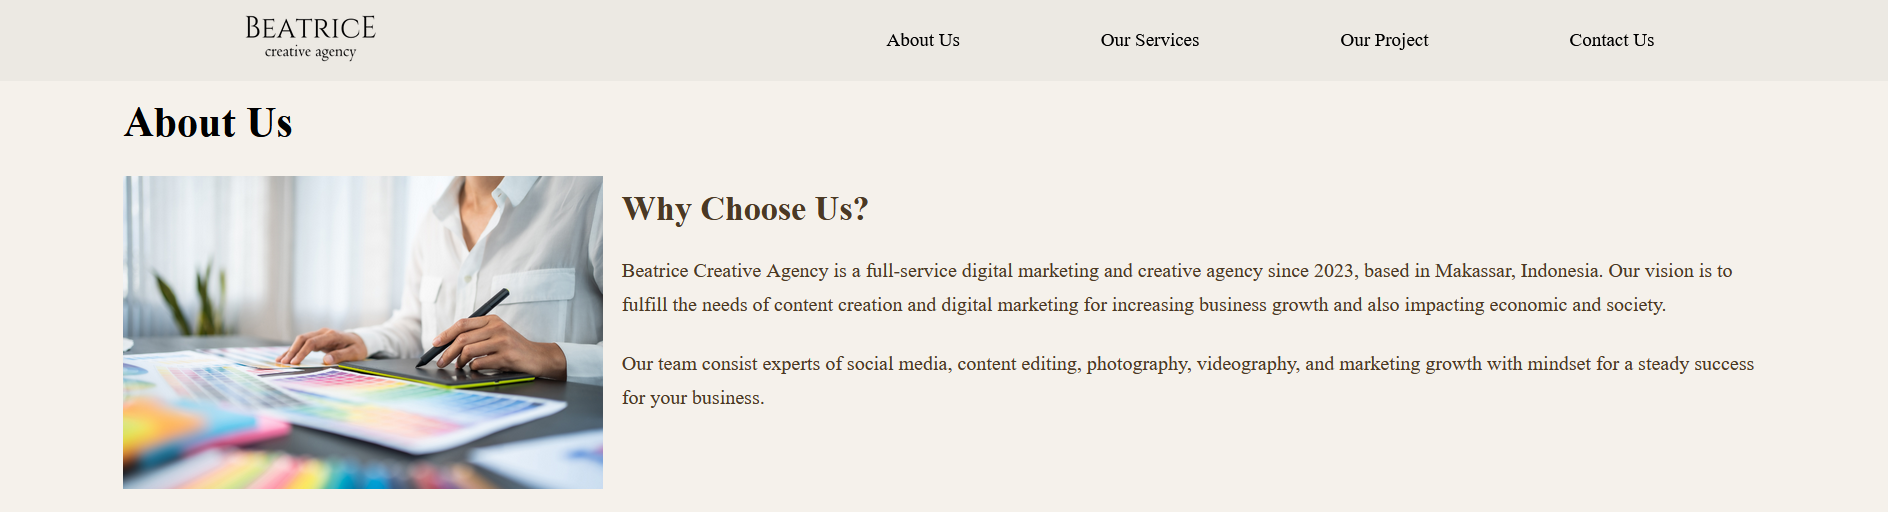 BEATRICE
creative agency
About Us
Our Services
Our Project
Contact Us
About Us
Why Choose Us?
Beatrice Creative Agency is a full-service digital marketing and creative agency since 2023, based in Makassar, Indonesia. Our vision is to
fulfill the needs of content creation and digital marketing for increasing business growth and also impacting economic and society.
Our team consist experts of social media, content editing, photography, videography, and marketing growth with mindset for a steady success
for your business.